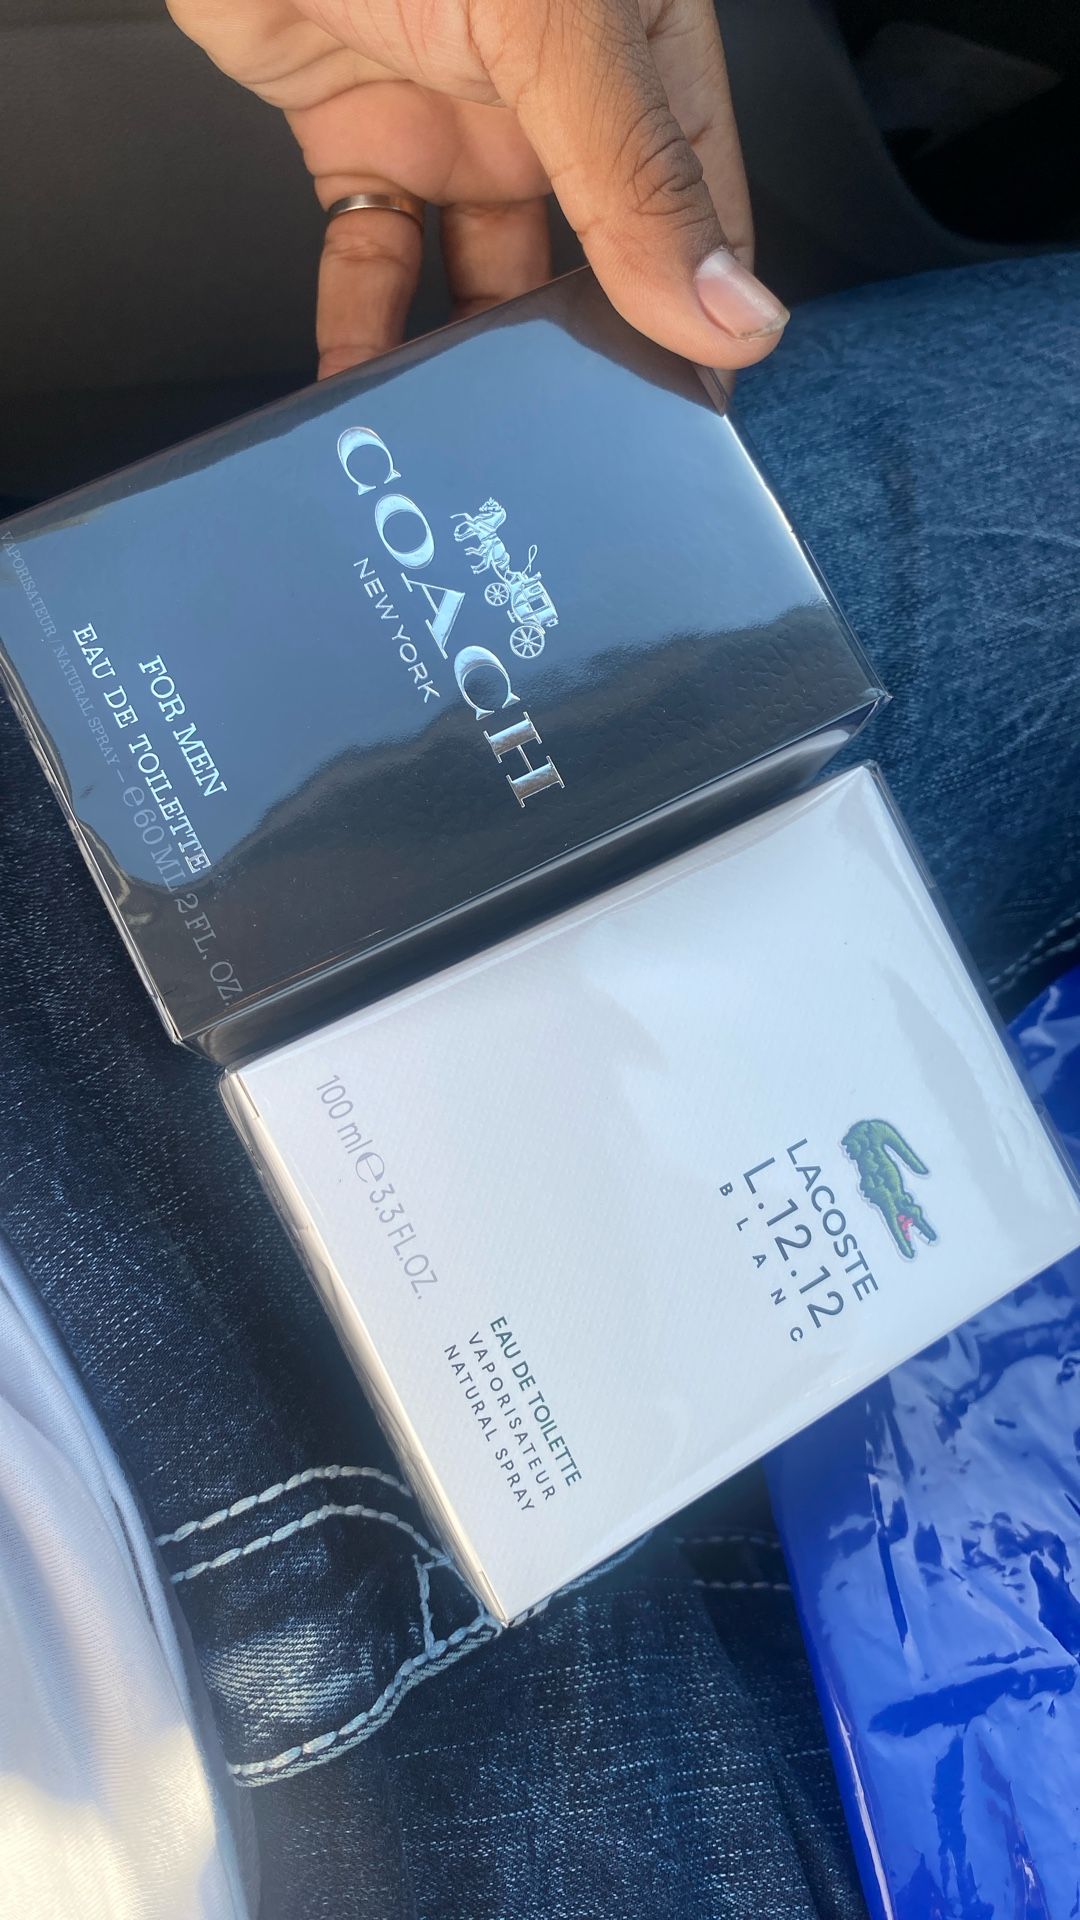 COACH
NEW YORK
FOR MEN
EAU DE TOILETTE
VAPORISATEUR / NATURAL SPRAY – ℮ 60 ML 2 FL. OZ.
LACOSTE
L.12.12
BLANC
100 ml ℮ 3.3 FL.OZ.
EAU DE TOILETTE
VAPORISATEUR
NATURAL SPRAY